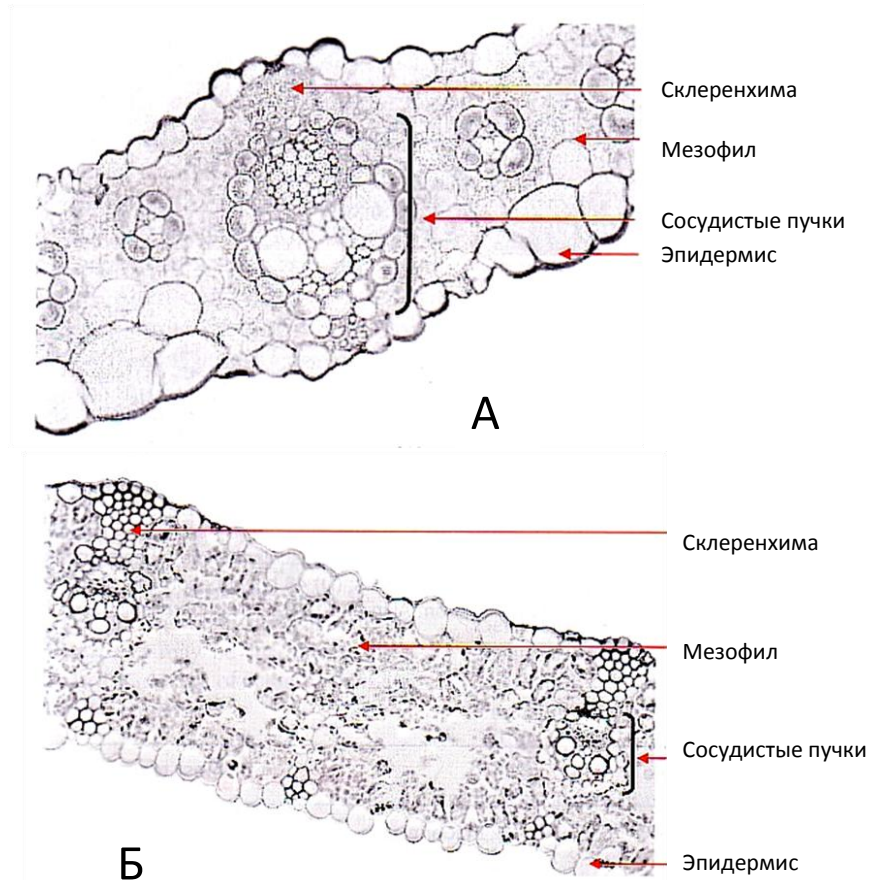 Склеренхима
Мезофил
Сосудистые пучки
Эпидермис
А
Склеренхима
Мезофил
Сосудистые пучки
Эпидермис
Б